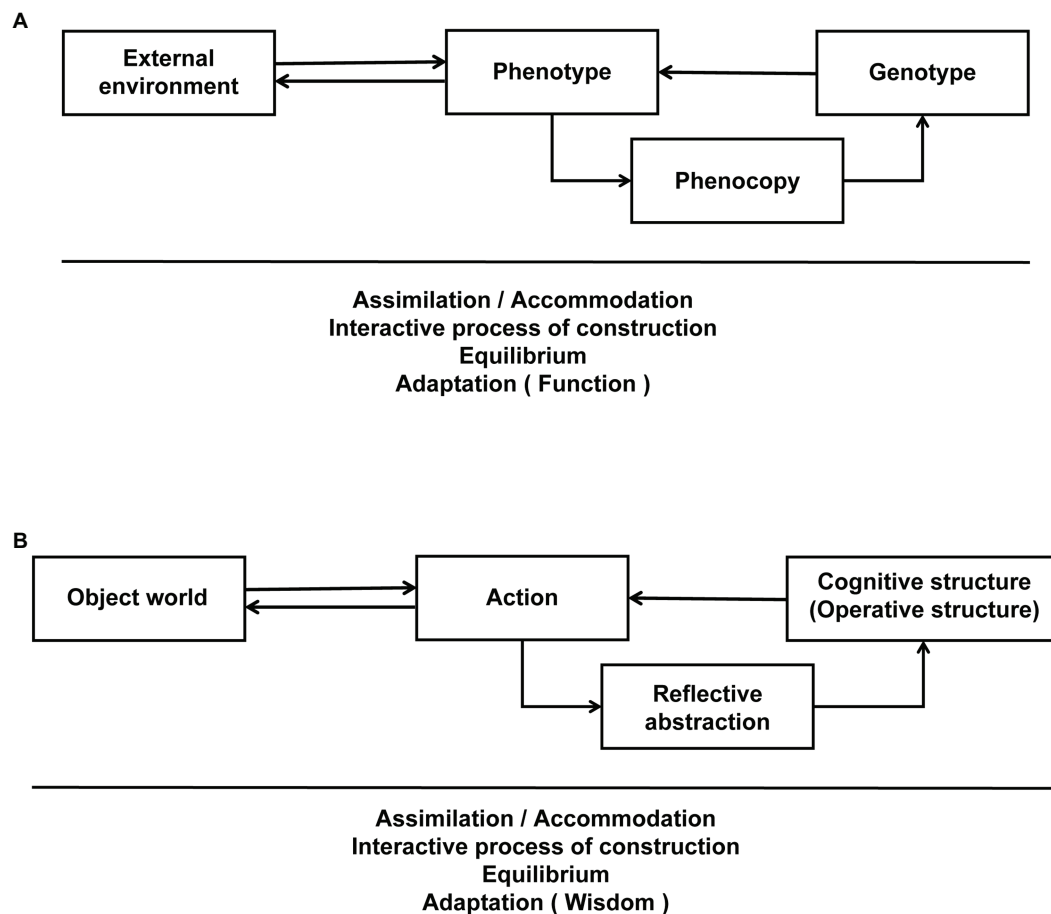 A
External
environment
Phenotype
Genotype
Phenocopy
Assimilation / Accommodation
Interactive process of construction
Equilibrium
Adaptation ( Function )
B
Object world
Action
Cognitive structure
(Operative structure)
Reflective
abstraction
Assimilation / Accommodation
Interactive process of construction
Equilibrium
Adaptation ( Wisdom )